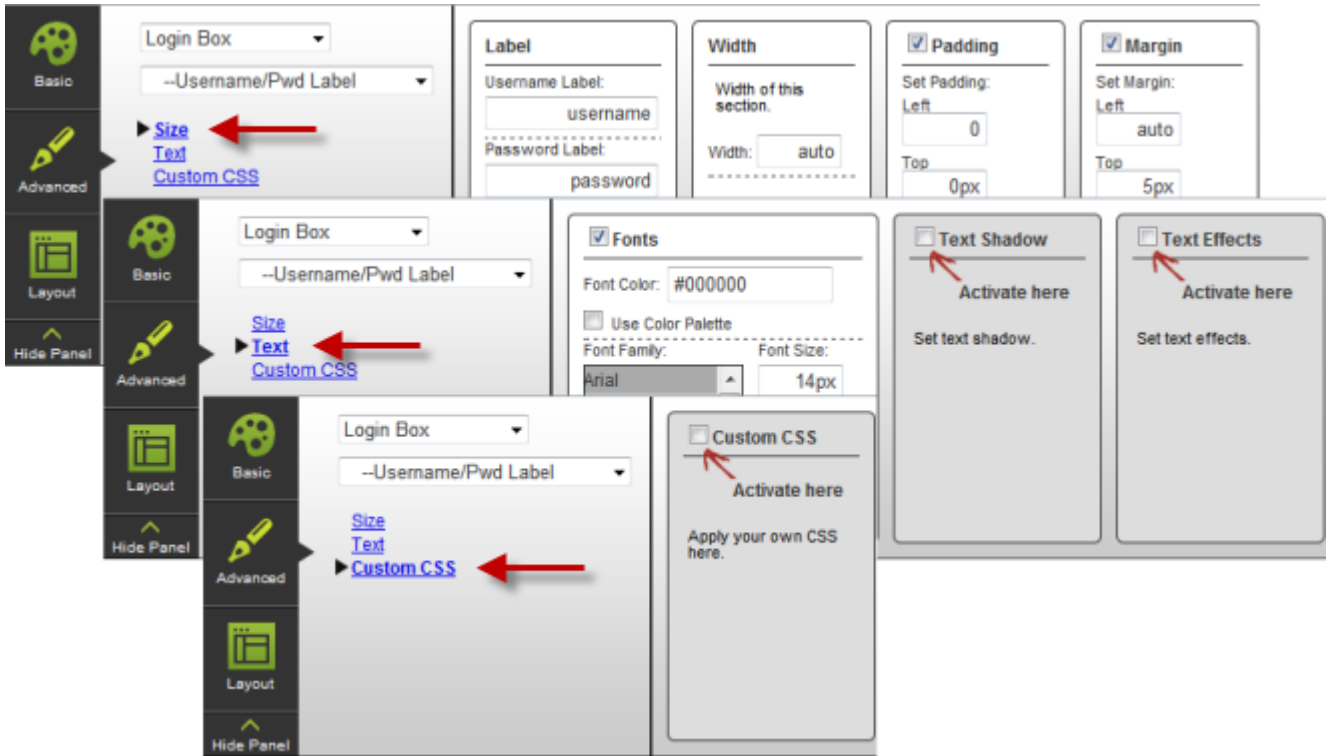 Basic
Advanced
Layout
Hide Panel
Login Box
--Username/Pwd Label
Size
Text
Custom CSS
Label
Username Label:
username
Password Label:
password
Width
Width of this
section.
Width: auto
Padding
Set Padding:
Left
0
Top
0px
Margin
Set Margin:
Left
auto
Top
5px
Basic
Advanced
Layout
Hide Panel
Login Box
--Username/Pwd Label
Size
Text
Custom CSS
Fonts
Font Color: #000000
Use Color Palette
Font Family: Font Size:
Arial 14px
Text Shadow
Activate here
Set text shadow.
Text Effects
Activate here
Set text effects.
Basic
Advanced
Layout
Hide Panel
Login Box
--Username/Pwd Label
Size
Text
Custom CSS
Custom CSS
Activate here
Apply your own CSS
here.